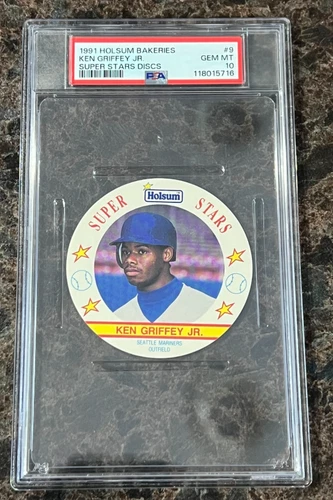 1991 HOLSUM BAKERIES #9
KEN GRIFFEY JR. GEM MT
SUPER STARS DISCS 10
PSA 118015716
Holsum
SUPER STARS
KEN GRIFFEY JR.
SEATTLE MARINERS
OUTFIELD